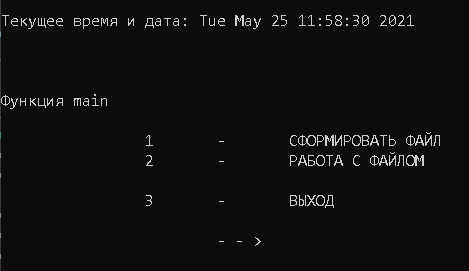 Текущее время и дата: Tue May 25 11:58:30 2021
Функция main
1 - СФОРМИРОВАТЬ ФАЙЛ
2 - РАБОТА С ФАЙЛОМ
3 - ВЫХОД
- - >